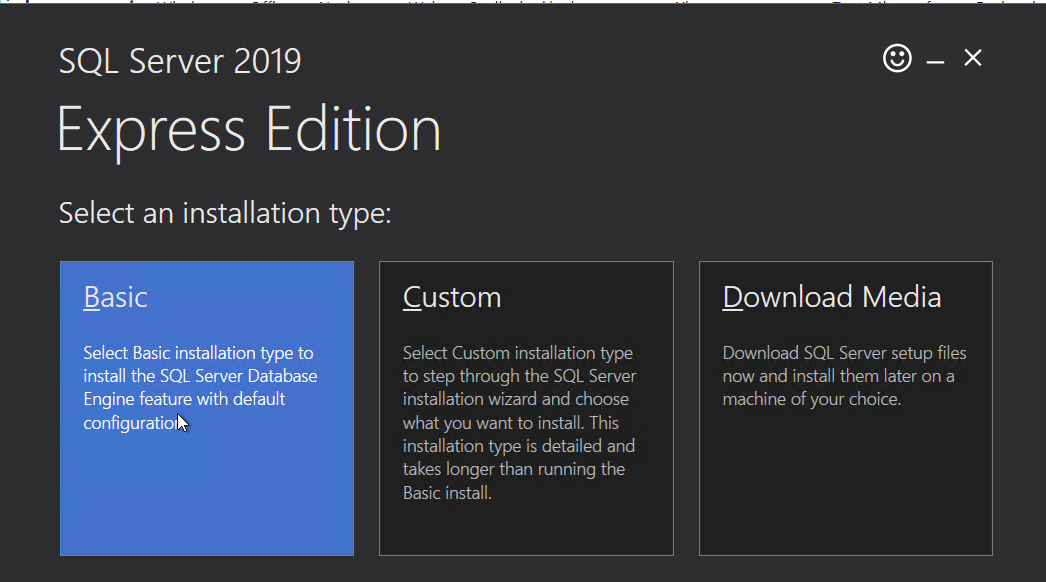 SQL Server 2019
Express Edition
Select an installation type:
Basic
Select Basic installation type to
install the SQL Server Database
Engine feature with default
configuration
Custom
Select Custom installation type
to step through the SQL Server
installation wizard and choose
what you want to install. This
installation type is detailed and
takes longer than running the
Basic install.
Download Media
Download SQL Server setup files
now and install them later on a
machine of your choice.